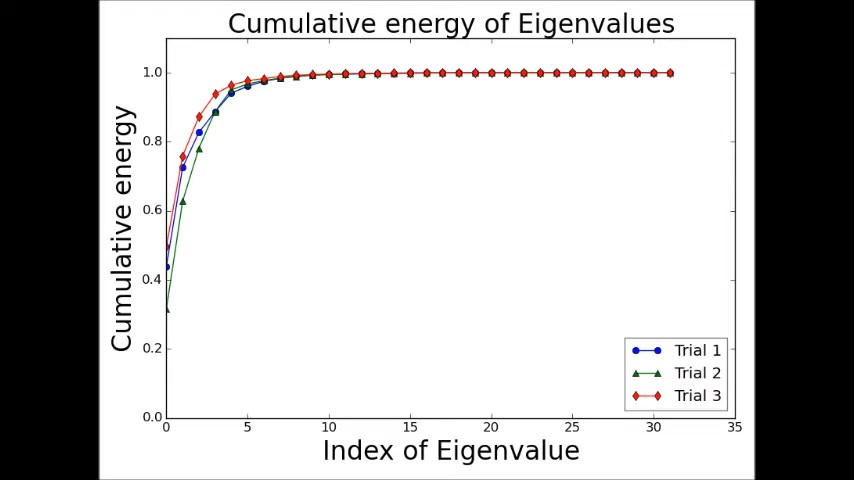 Cumulative energy of Eigenvalues
Cumulative energy
1.0
0.8
0.6
0.4
0.2
0.0
0 5 10 15 20 25 30 35
Index of Eigenvalue
Trial 1
Trial 2
Trial 3